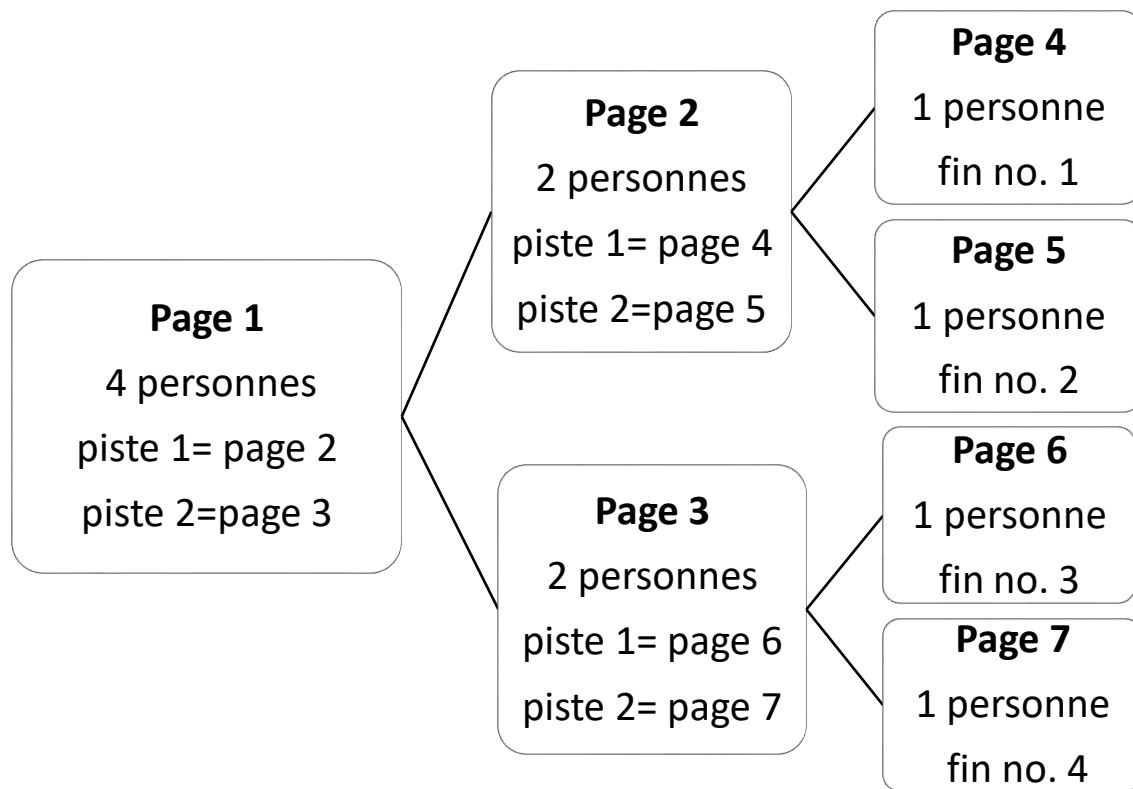 Page 1
4 personnes
piste 1= page 2
piste 2=page 3
Page 2
2 personnes
piste 1= page 4
piste 2=page 5
Page 3
2 personnes
piste 1= page 6
piste 2= page 7
Page 4
1 personne
fin no. 1
Page 5
1 personne
fin no. 2
Page 6
1 personne
fin no. 3
Page 7
1 personne
fin no. 4